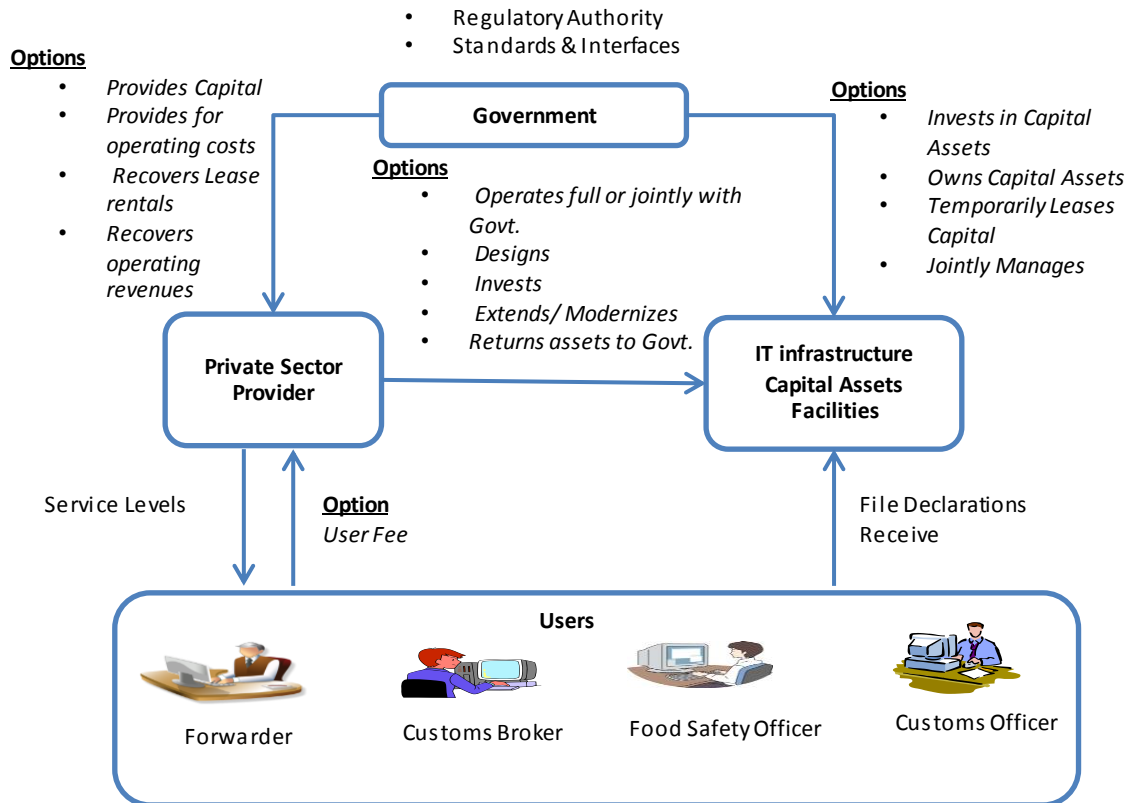 • Regulatory Authority
• Standards & Interfaces
Options
• Provides Capital
• Provides for
operating costs
• Recovers Lease
rentals
• Recovers
operating
revenues
Government
Options
• Operates full or jointly with
Govt.
• Designs
• Invests
• Extends/ Modernizes
• Returns assets to Govt.
Options
• Invests in Capital
Assets
• Owns Capital Assets
• Temporarily Leases
Capital
• Jointly Manages
Private Sector
Provider
IT infrastructure
Capital Assets
Facilities
Service Levels
Option
User Fee
File Declarations
Receive
Users
Forwarder
Customs Broker
Food Safety Officer
Customs Officer